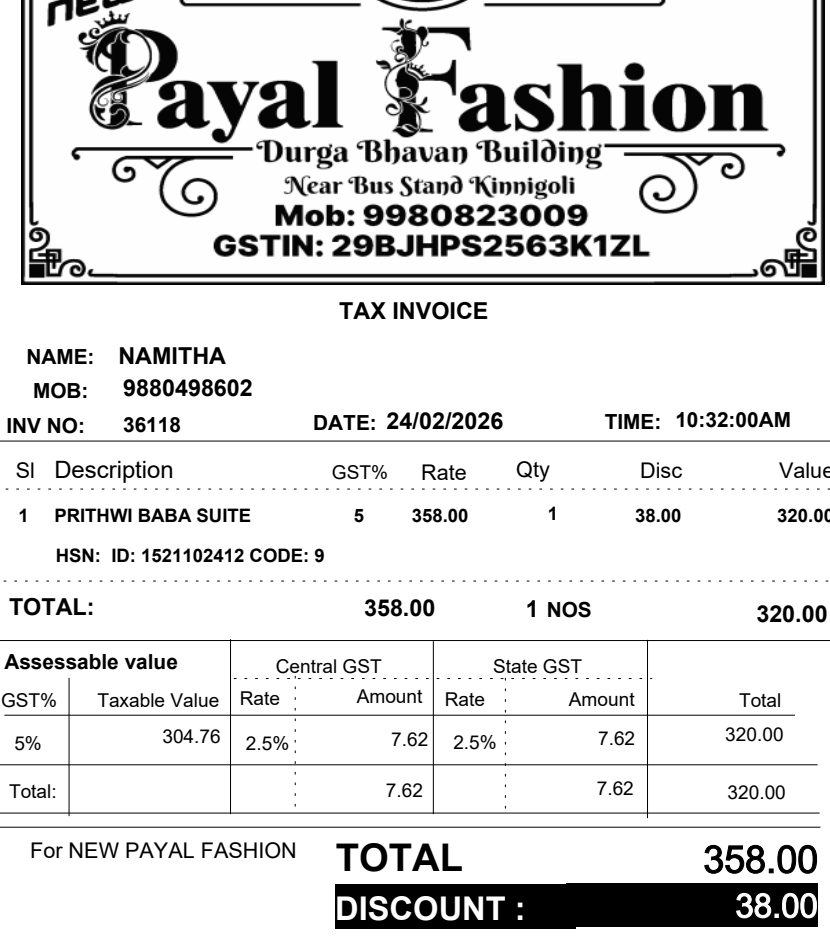 new
Payal Fashion
Durga Bhavan Building
Near Bus Stand Kinnigoli
Mob: 9980823009
GSTIN: 29BJHPS2563K1ZL
TAX INVOICE
NAME: NAMITHA
MOB: 9880498602
INV NO: 36118 DATE: 24/02/2026 TIME: 10:32:00AM
Sl Description GST% Rate Qty Disc Value
1 PRITHWI BABA SUITE 5 358.00 1 38.00 320.00
HSN: ID: 1521102412 CODE: 9
TOTAL: 358.00 1 NOS 320.00
Assessable value Central GST State GST
GST% Taxable Value Rate Amount Rate Amount Total
5% 304.76 2.5% 7.62 2.5% 7.62 320.00
Total: 7.62 7.62 320.00
For NEW PAYAL FASHION TOTAL 358.00
DISCOUNT : 38.00